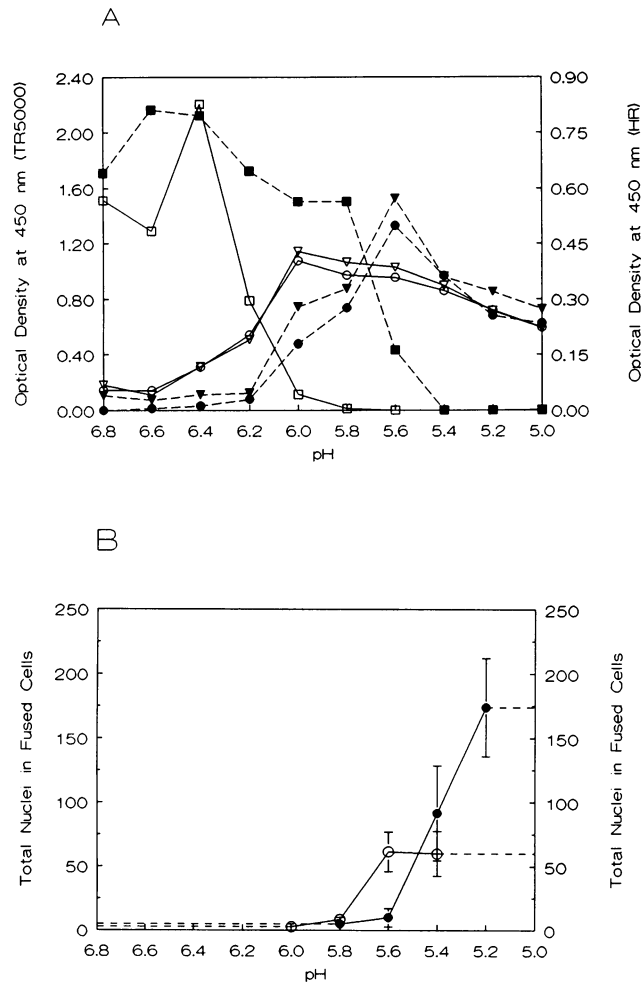 A
Optical Density at 450 nm (TR5000)
2.40
2.00
1.60
1.20
0.80
0.40
0.00
0.90
0.75
0.60
0.45
0.30
0.15
0.00
Optical Density at 450 nm (HR)
6.8 6.6 6.4 6.2 6.0 5.8 5.6 5.4 5.2 5.0
pH
B
Total Nuclei in Fused Cells
250
200
150
100
50
0
250
200
150
100
50
0
Total Nuclei in Fused Cells
6.8 6.6 6.4 6.2 6.0 5.8 5.6 5.4 5.2 5.0
pH